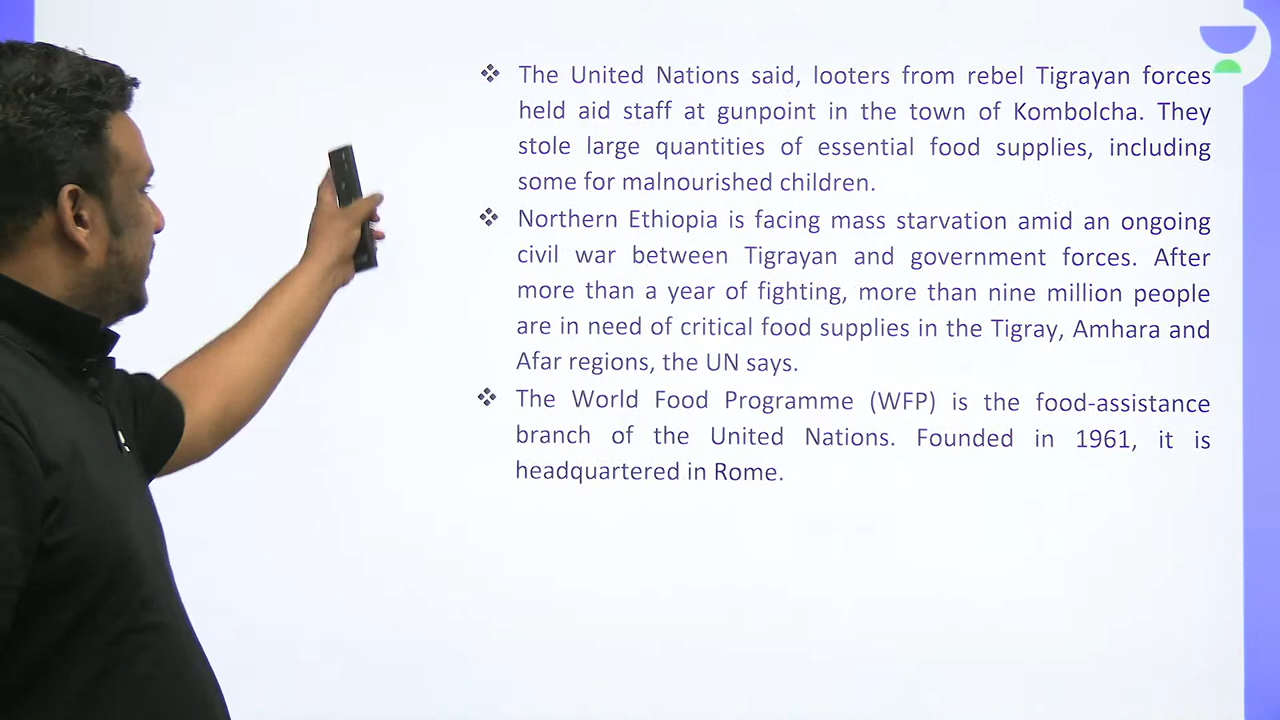 ❖ The United Nations said, looters from rebel Tigrayan forces
held aid staff at gunpoint in the town of Kombolcha. They
stole large quantities of essential food supplies, including
some for malnourished children.
❖ Northern Ethiopia is facing mass starvation amid an ongoing
civil war between Tigrayan and government forces. After
more than a year of fighting, more than nine million people
are in need of critical food supplies in the Tigray, Amhara and
Afar regions, the UN says.
❖ The World Food Programme (WFP) is the food-assistance
branch of the United Nations. Founded in 1961, it is
headquartered in Rome.